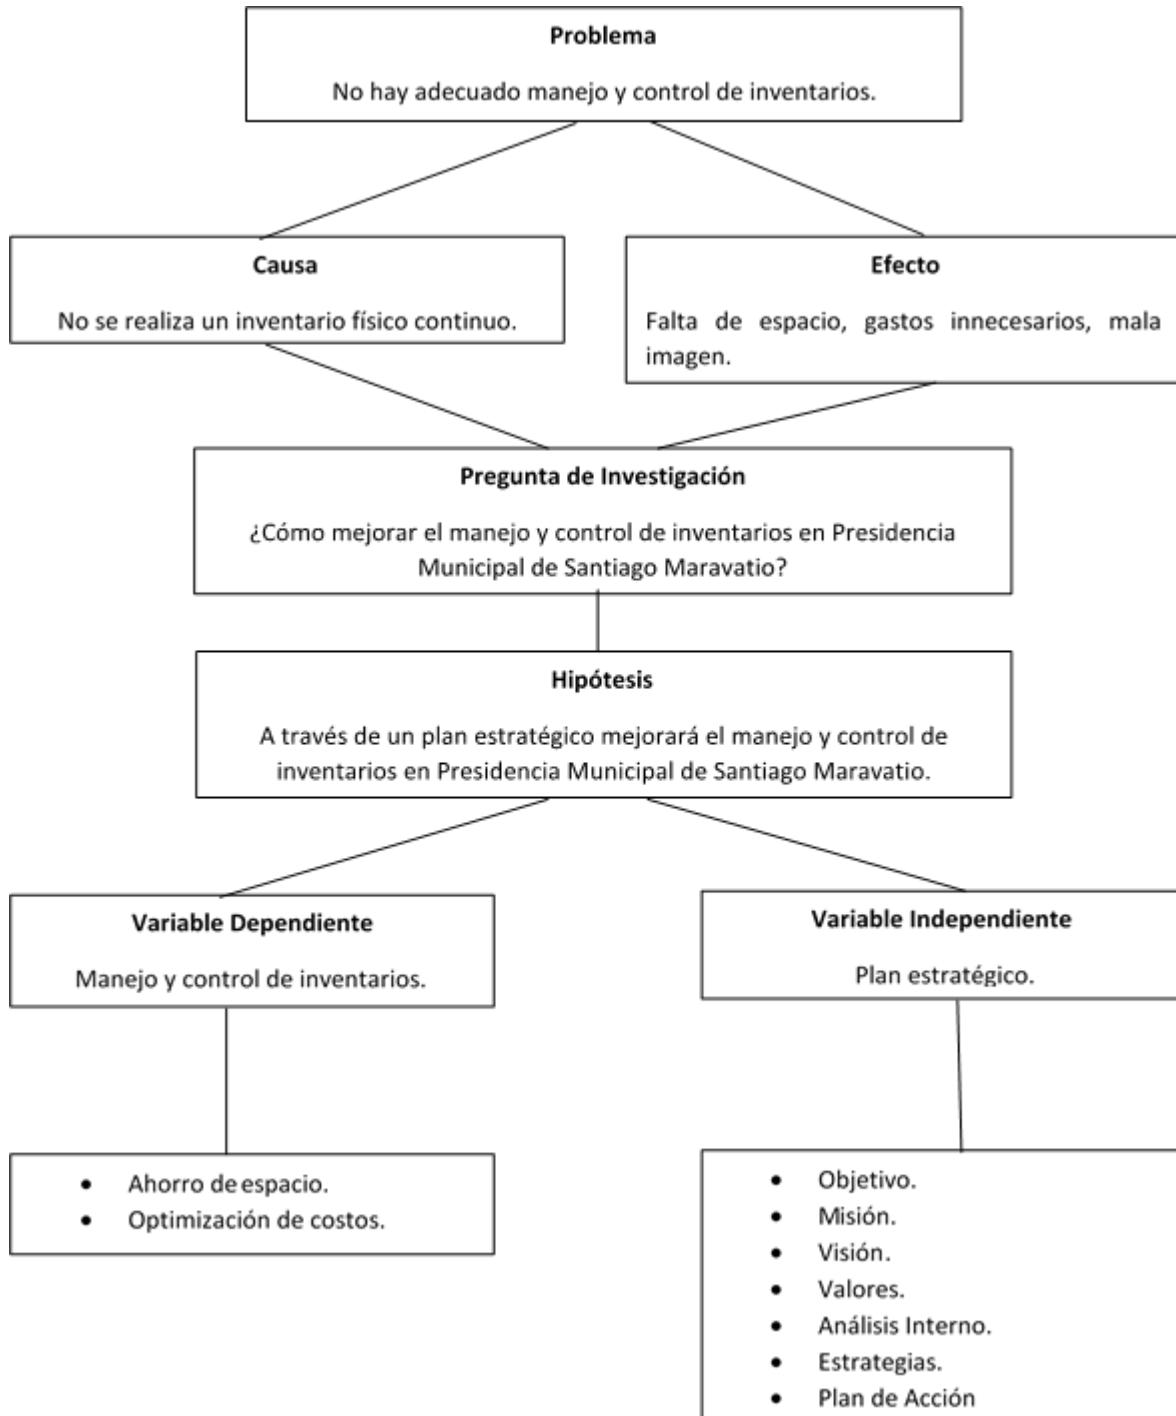 Problema
No hay adecuado manejo y control de inventarios.
Causa
No se realiza un inventario físico continuo.
Efecto
Falta de espacio, gastos innecesarios, mala
imagen.
Pregunta de Investigación
¿Cómo mejorar el manejo y control de inventarios en Presidencia
Municipal de Santiago Maravatio?
Hipótesis
A través de un plan estratégico mejorará el manejo y control de
inventarios en Presidencia Municipal de Santiago Maravatio.
Variable Dependiente
Manejo y control de inventarios.
Variable Independiente
Plan estratégico.
• Ahorro de espacio.
• Optimización de costos.
• Objetivo.
• Misión.
• Visión.
• Valores.
• Análisis Interno.
• Estrategias.
• Plan de Acción